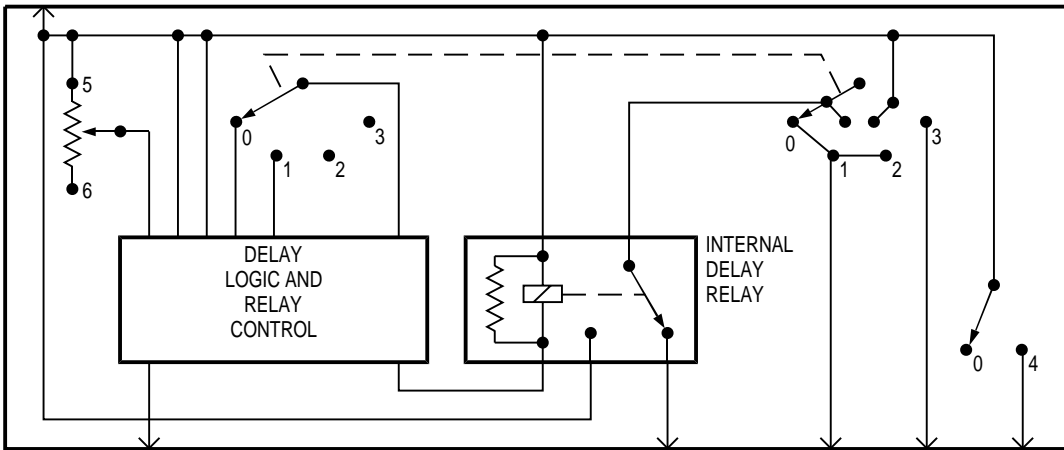 5
6
0
1
2
3
DELAY
LOGIC AND
RELAY
CONTROL
INTERNAL
DELAY
RELAY
0
1
2
3
0
4